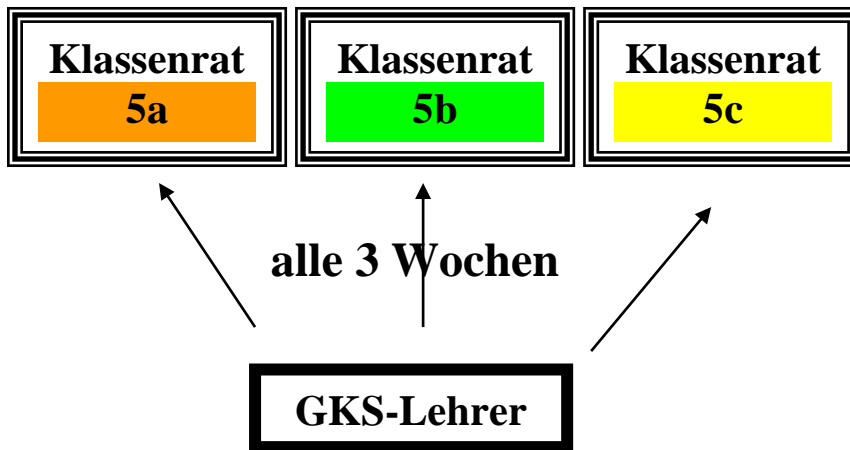 Klassenrat
5a
Klassenrat
5b
Klassenrat
5c
alle 3 Wochen
GKS-Lehrer